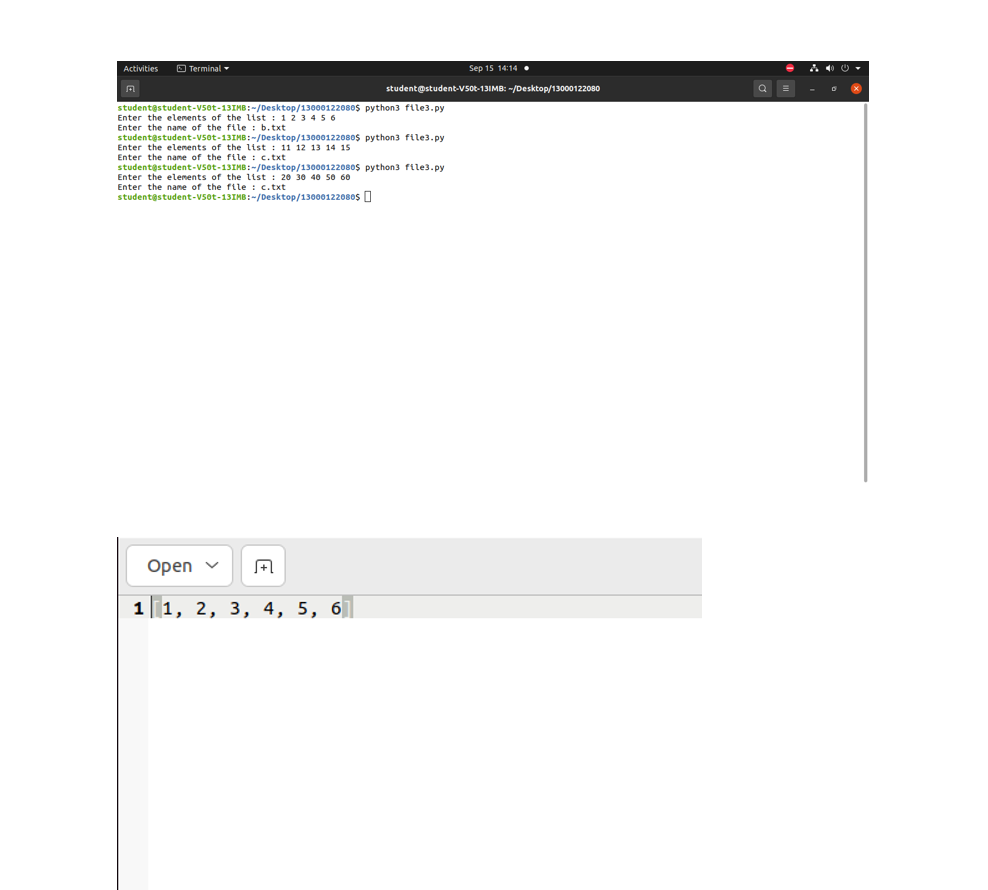 Activities Terminal Sep 15 14:14
student@student-V50t-13IMB: ~/Desktop/13000122080
student@student-V50t-13IMB:~/Desktop/13000122080$ python3 file3.py
Enter the elements of the list : 1 2 3 4 5 6
Enter the name of the file : b.txt
student@student-V50t-13IMB:~/Desktop/13000122080$ python3 file3.py
Enter the elements of the list : 11 12 13 14 15
Enter the name of the file : c.txt
student@student-V50t-13IMB:~/Desktop/13000122080$ python3 file3.py
Enter the elements of the list : 20 30 40 50 60
Enter the name of the file : c.txt
student@student-V50t-13IMB:~/Desktop/13000122080$
Open
1 [1, 2, 3, 4, 5, 6]